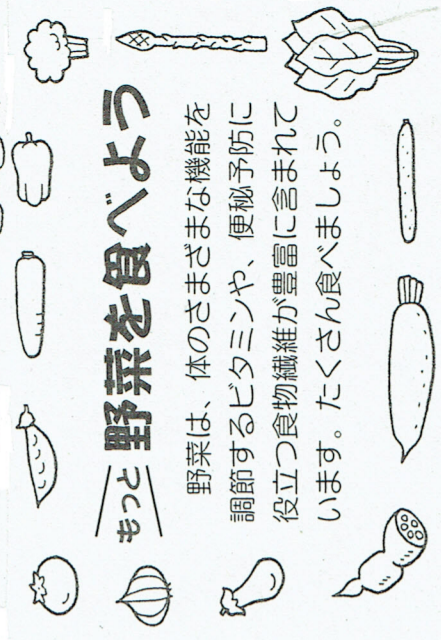 もっと 野菜を食べよう
野菜は、体のさまざまな機能を
調節するビタミンや、便秘予防に
役立つ食物繊維が豊富に含まれて
います。たくさん食べましょう。